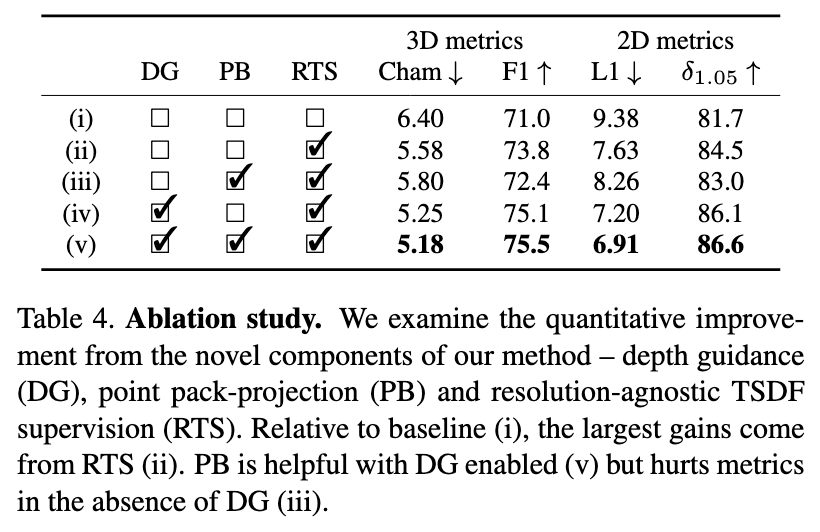 3D metrics 2D metrics
DG PB RTS Cham ↓ F1 ↑ L1 ↓ δ1.05 ↑
(i) ☐ ☐ ☐ 6.40 71.0 9.38 81.7
(ii) ☐ ☐ ☑ 5.58 73.8 7.63 84.5
(iii) ☐ ☑ ☑ 5.80 72.4 8.26 83.0
(iv) ☑ ☐ ☑ 5.25 75.1 7.20 86.1
(v) ☑ ☑ ☑ 5.18 75.5 6.91 86.6
Table 4. Ablation study. We examine the quantitative improve-
ment from the novel components of our method – depth guidance
(DG), point pack-projection (PB) and resolution-agnostic TSDF
supervision (RTS). Relative to baseline (i), the largest gains come
from RTS (ii). PB is helpful with DG enabled (v) but hurts metrics
in the absence of DG (iii).